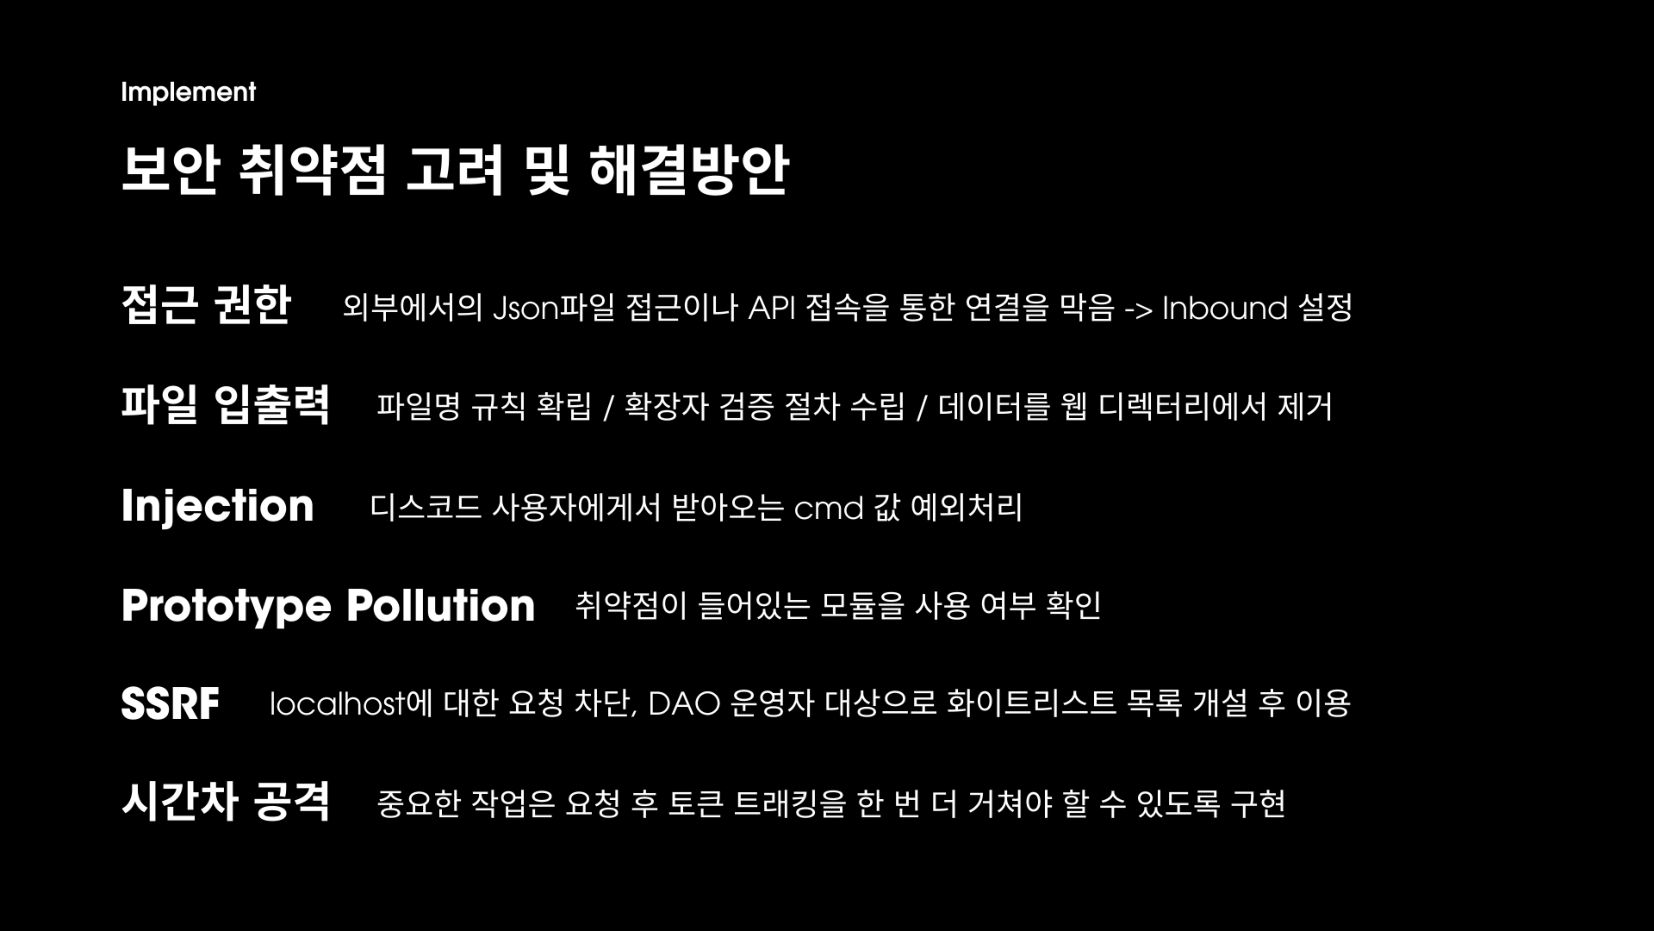 Implement
보안 취약점 고려 및 해결방안
접근 권한 외부에서의 Json파일 접근이나 API 접속을 통한 연결을 막음 -> Inbound 설정
파일 입출력 파일명 규칙 확립 / 확장자 검증 절차 수립 / 데이터를 웹 디렉터리에서 제거
Injection 디스코드 사용자에게서 받아오는 cmd 값 예외처리
Prototype Pollution 취약점이 들어있는 모듈을 사용 여부 확인
SSRF localhost에 대한 요청 차단, DAO 운영자 대상으로 화이트리스트 목록 개설 후 이용
시간차 공격 중요한 작업은 요청 후 토큰 트래킹을 한 번 더 거쳐야 할 수 있도록 구현